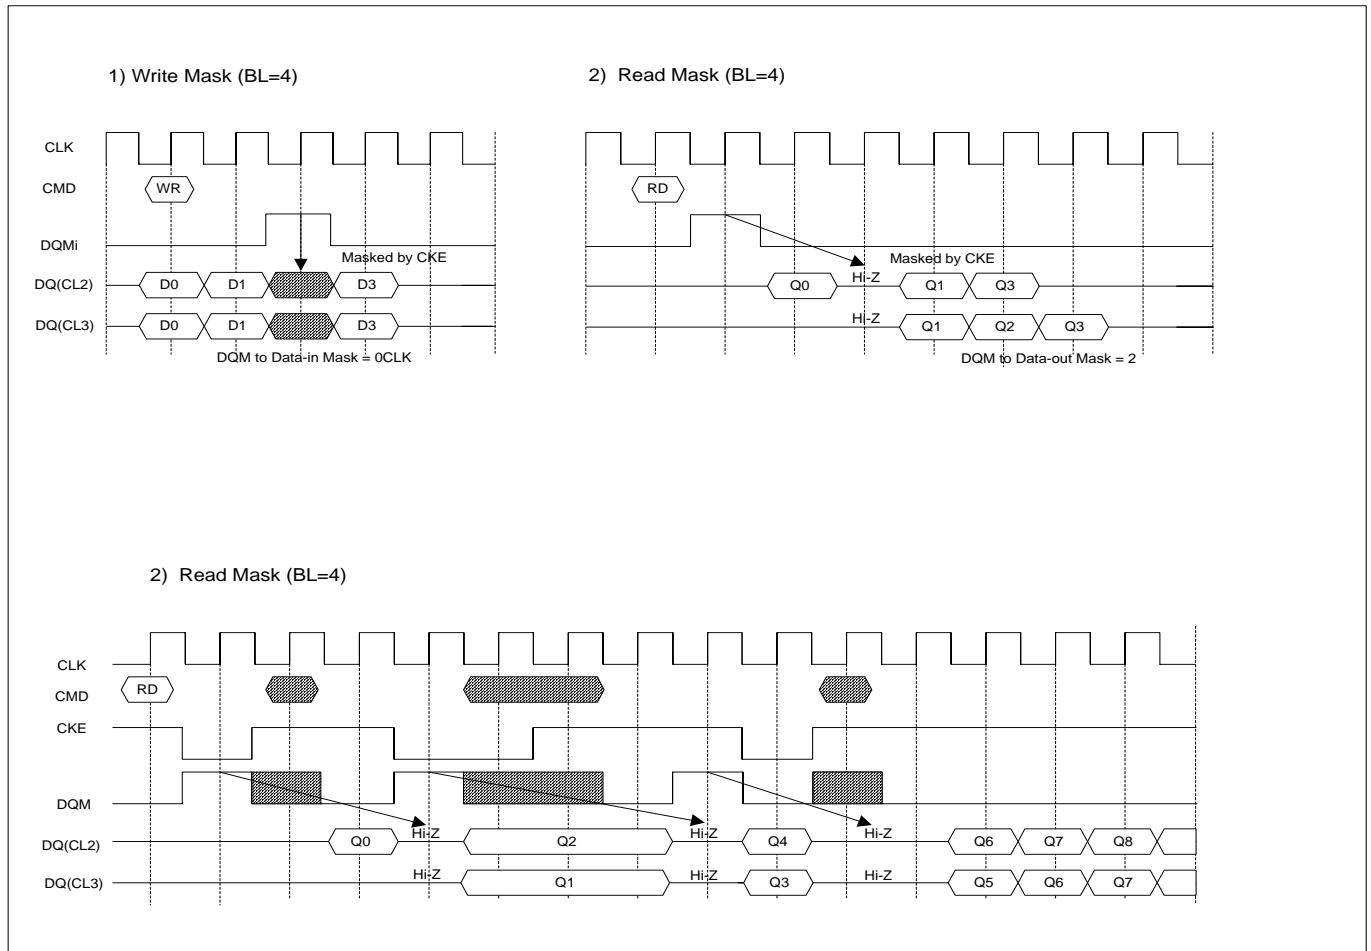 1) Write Mask (BL=4)
CLK
CMD
WR
DQMi
Masked by CKE
DQ(CL2)
D0 D1 D3
DQ(CL3)
D0 D1 D3
DQM to Data-in Mask = 0CLK
2) Read Mask (BL=4)
RD
Masked by CKE
Hi-Z
Q0 Q1 Q3
Hi-Z
Q1 Q2 Q3
DQM to Data-out Mask = 2
2) Read Mask (BL=4)
CLK
CMD
RD
CKE
DQM
DQ(CL2)
Q0 Hi-Z Q2 Hi-Z Q4 Hi-Z Q6 Q7 Q8
DQ(CL3)
Hi-Z Q1 Hi-Z Q3 Hi-Z Q5 Q6 Q7